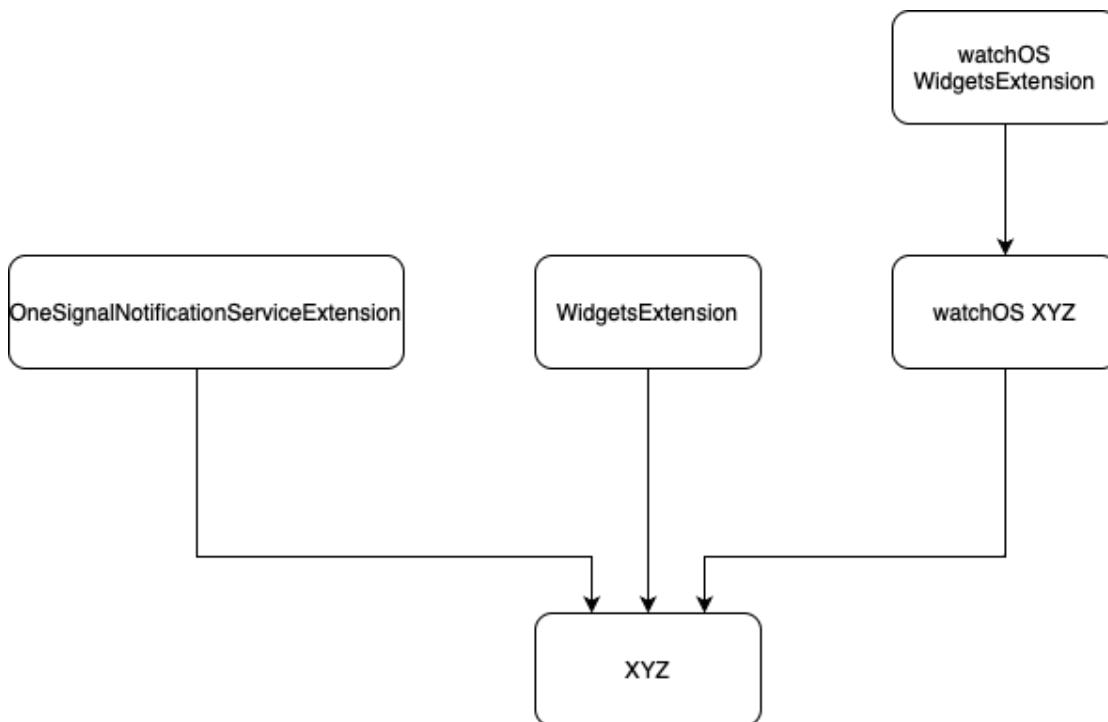 watchOS
WidgetsExtension
OneSignalNotificationServiceExtension
WidgetsExtension
watchOS XYZ
XYZ